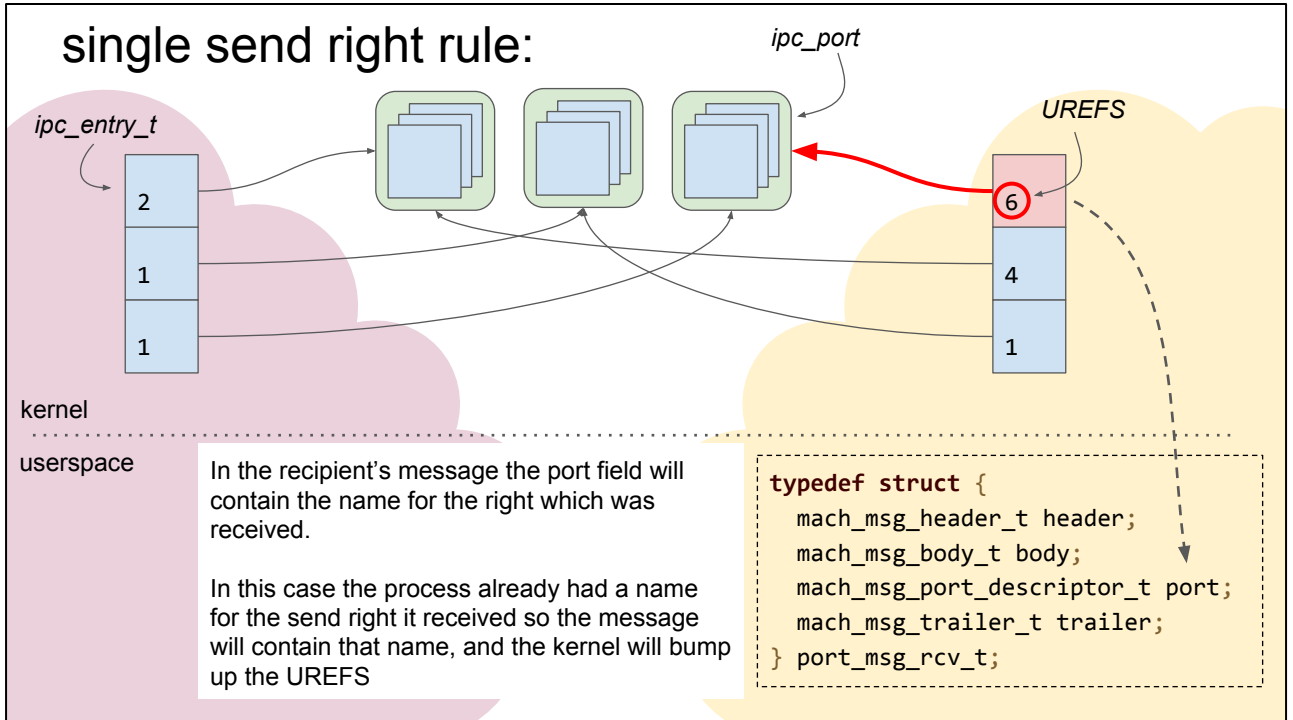 single send right rule:
ipc_port
ipc_entry_t
UREFS
2
1
1
6
4
1
kernel
userspace
In the recipient’s message the port field will
contain the name for the right which was
received.
In this case the process already had a name
for the send right it received so the message
will contain that name, and the kernel will bump
up the UREFS
typedef struct {
mach_msg_header_t header;
mach_msg_body_t body;
mach_msg_port_descriptor_t port;
mach_msg_trailer_t trailer;
} port_msg_rcv_t;